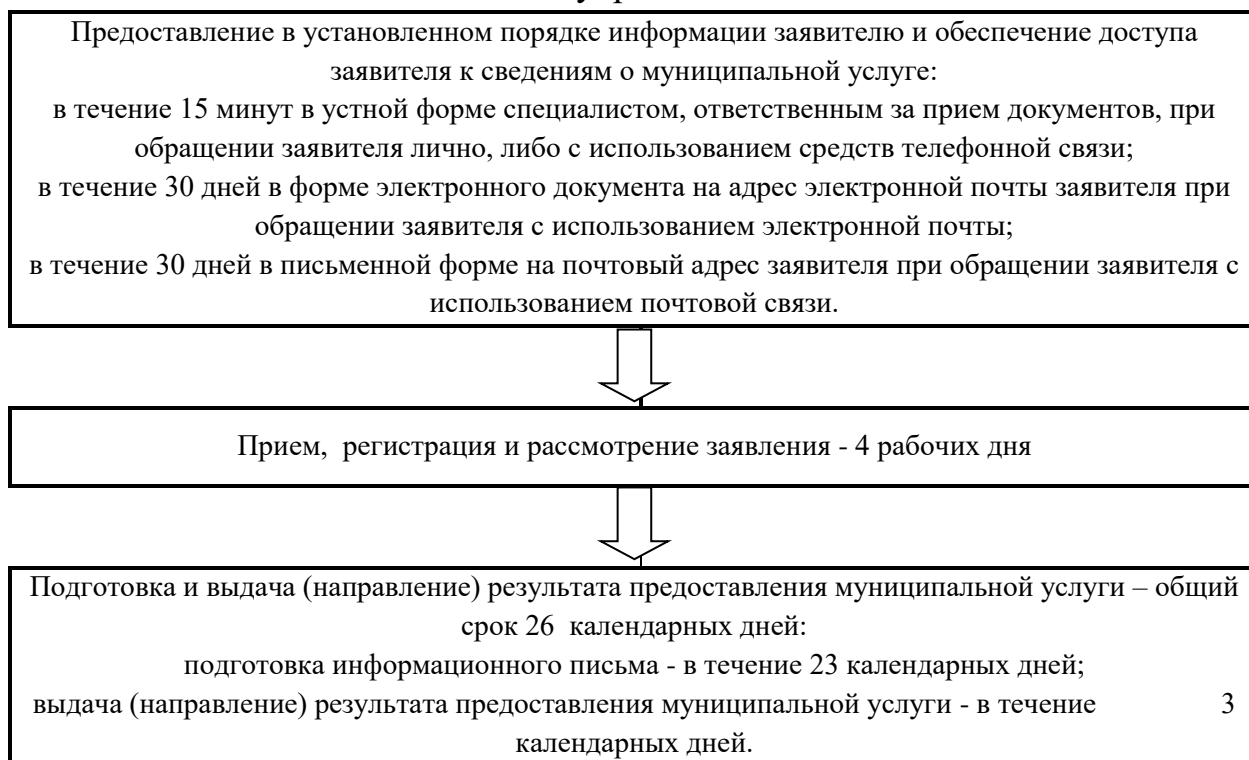 Предоставление в установленном порядке информации заявителю и обеспечение доступа
заявителя к сведениям о муниципальной услуге:
в течение 15 минут в устной форме специалистом, ответственным за прием документов, при
обращении заявителя лично, либо с использованием средств телефонной связи;
в течение 30 дней в форме электронного документа на адрес электронной почты заявителя при
обращении заявителя с использованием электронной почты;
в течение 30 дней в письменной форме на почтовый адрес заявителя при обращении заявителя с
использованием почтовой связи.
Прием, регистрация и рассмотрение заявления - 4 рабочих дня
Подготовка и выдача (направление) результата предоставления муниципальной услуги – общий
срок 26 календарных дней:
подготовка информационного письма - в течение 23 календарных дней;
выдача (направление) результата предоставления муниципальной услуги - в течение 3
календарных дней.